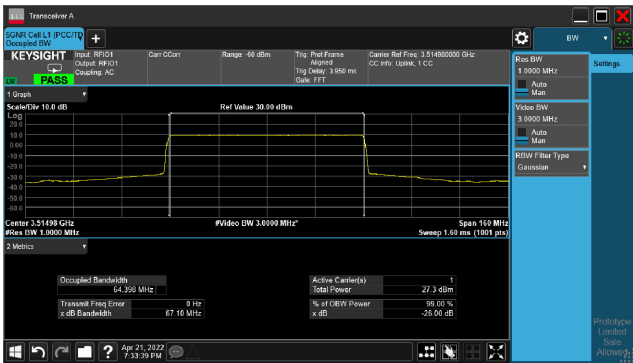 Transceiver A
5GNR Cell L1 (PCC/TD
Occupied BW
BW
KEYSIGHT
LW
PASS
Input: RFIO1
Output: RFIO1
Coupling: AC
Corr CCorr
Range: -60 dBm
Trig: Pret Frame
Aligned
Trig Delay: 3.950 ms
Gate: FFT
Carrier Ref Freq: 3.514980000 GHz
CC Info: Uplink, 1 CC
1 Graph
Scale/Div 10.0 dB
Ref Value 30.00 dBm
Log
20.0
10.0
0.00
-10.0
-20.0
-30.0
-40.0
-50.0
-60.0
Center 3.51498 GHz
#Video BW 3.0000 MHz*
Span 160 MHz
#Res BW 1.0000 MHz
Sweep 1.60 ms (1001 pts)
2 Metrics
Occupied Bandwidth
64.398 MHz
Transmit Freq Error 0 Hz
x dB Bandwidth 67.10 MHz
Active Carrier(s) 1
Total Power 27.3 dBm
% of OBW Power 99.00 %
x dB -26.00 dB
Res BW
1.0000 MHz
Auto
Man
Video BW
3.0000 MHz
Auto
Man
RBW Filter Type
Gaussian
Settings
Prototype
Limited
Sale
Allowed
Apr 21, 2022
7:33:39 PM